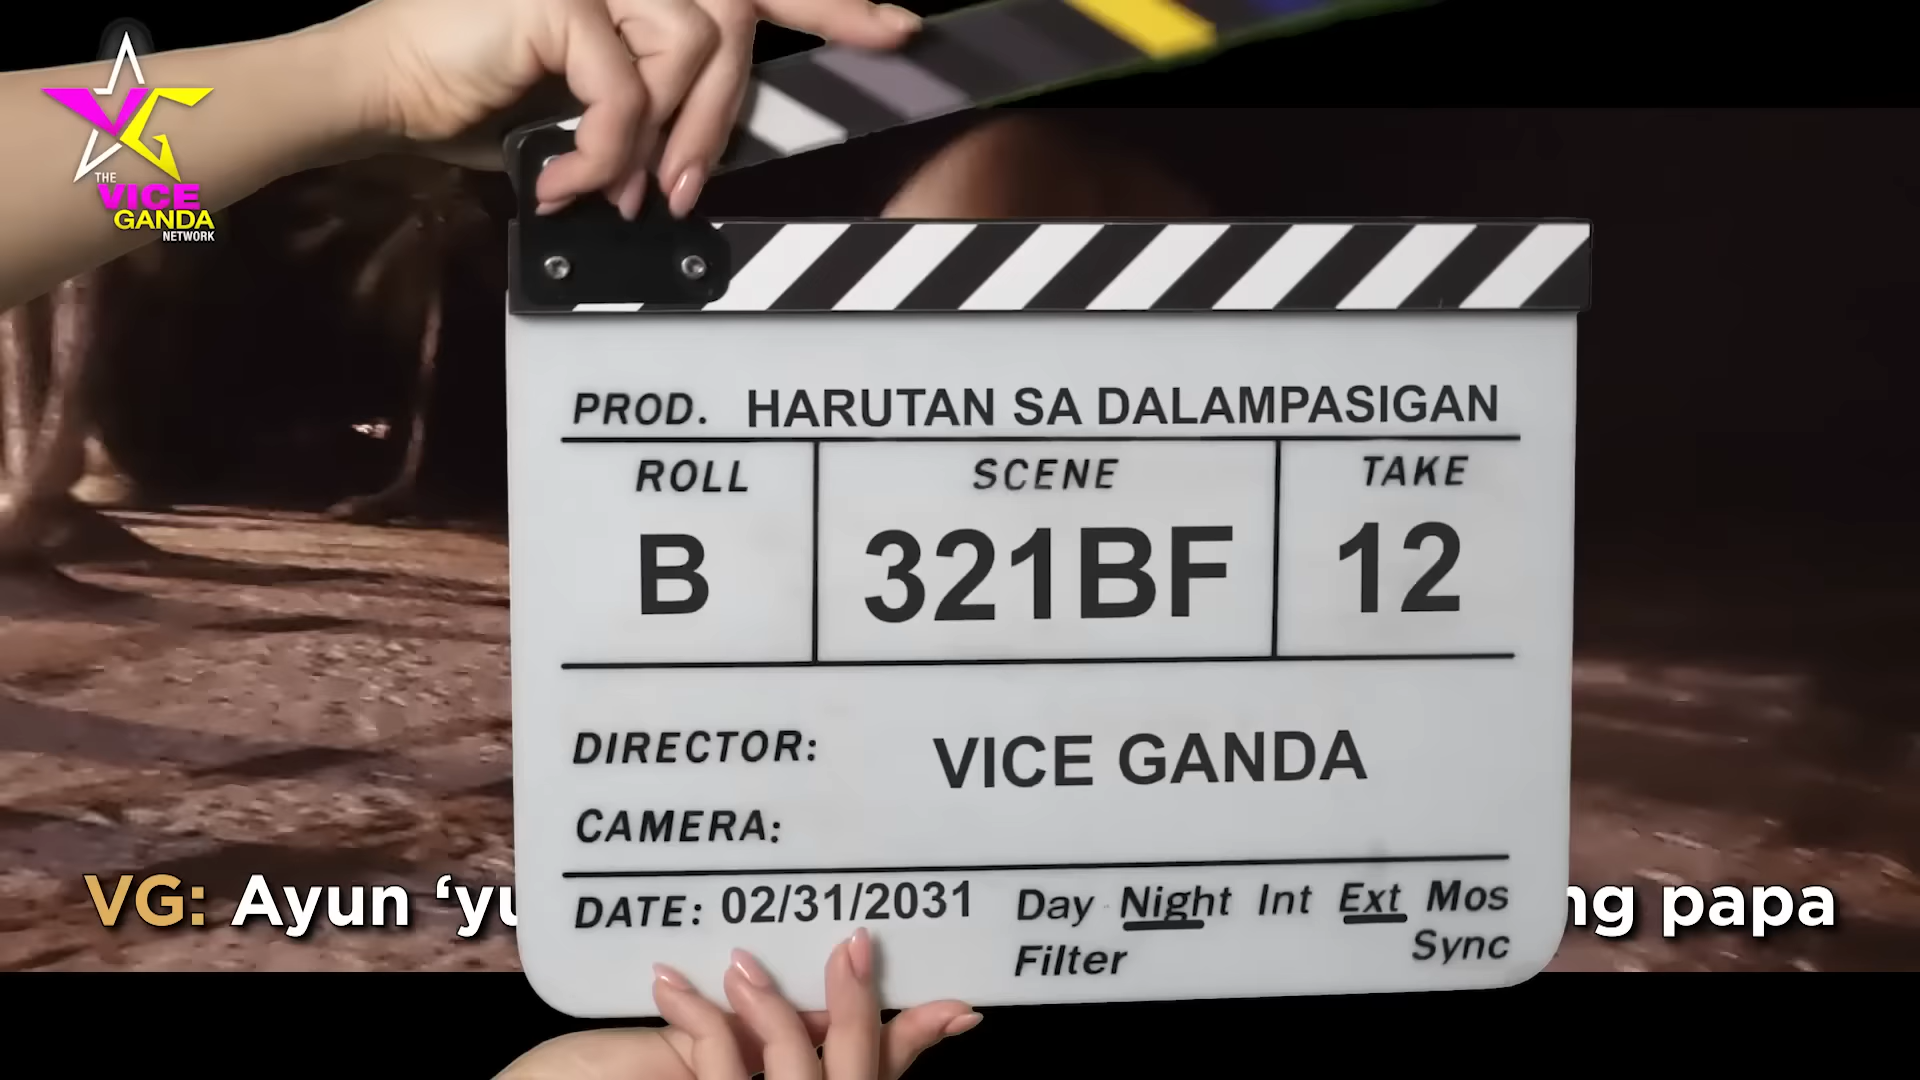 VG
THE
VICE
GANDA
NETWORK
PROD. HARUTAN SA DALAMPASIGAN
ROLL SCENE TAKE
B 321BF 12
DIRECTOR: VICE GANDA
CAMERA:
DATE: 02/31/2031 Day Night Int Ext Mos
Filter Sync
VG: Ayun papa